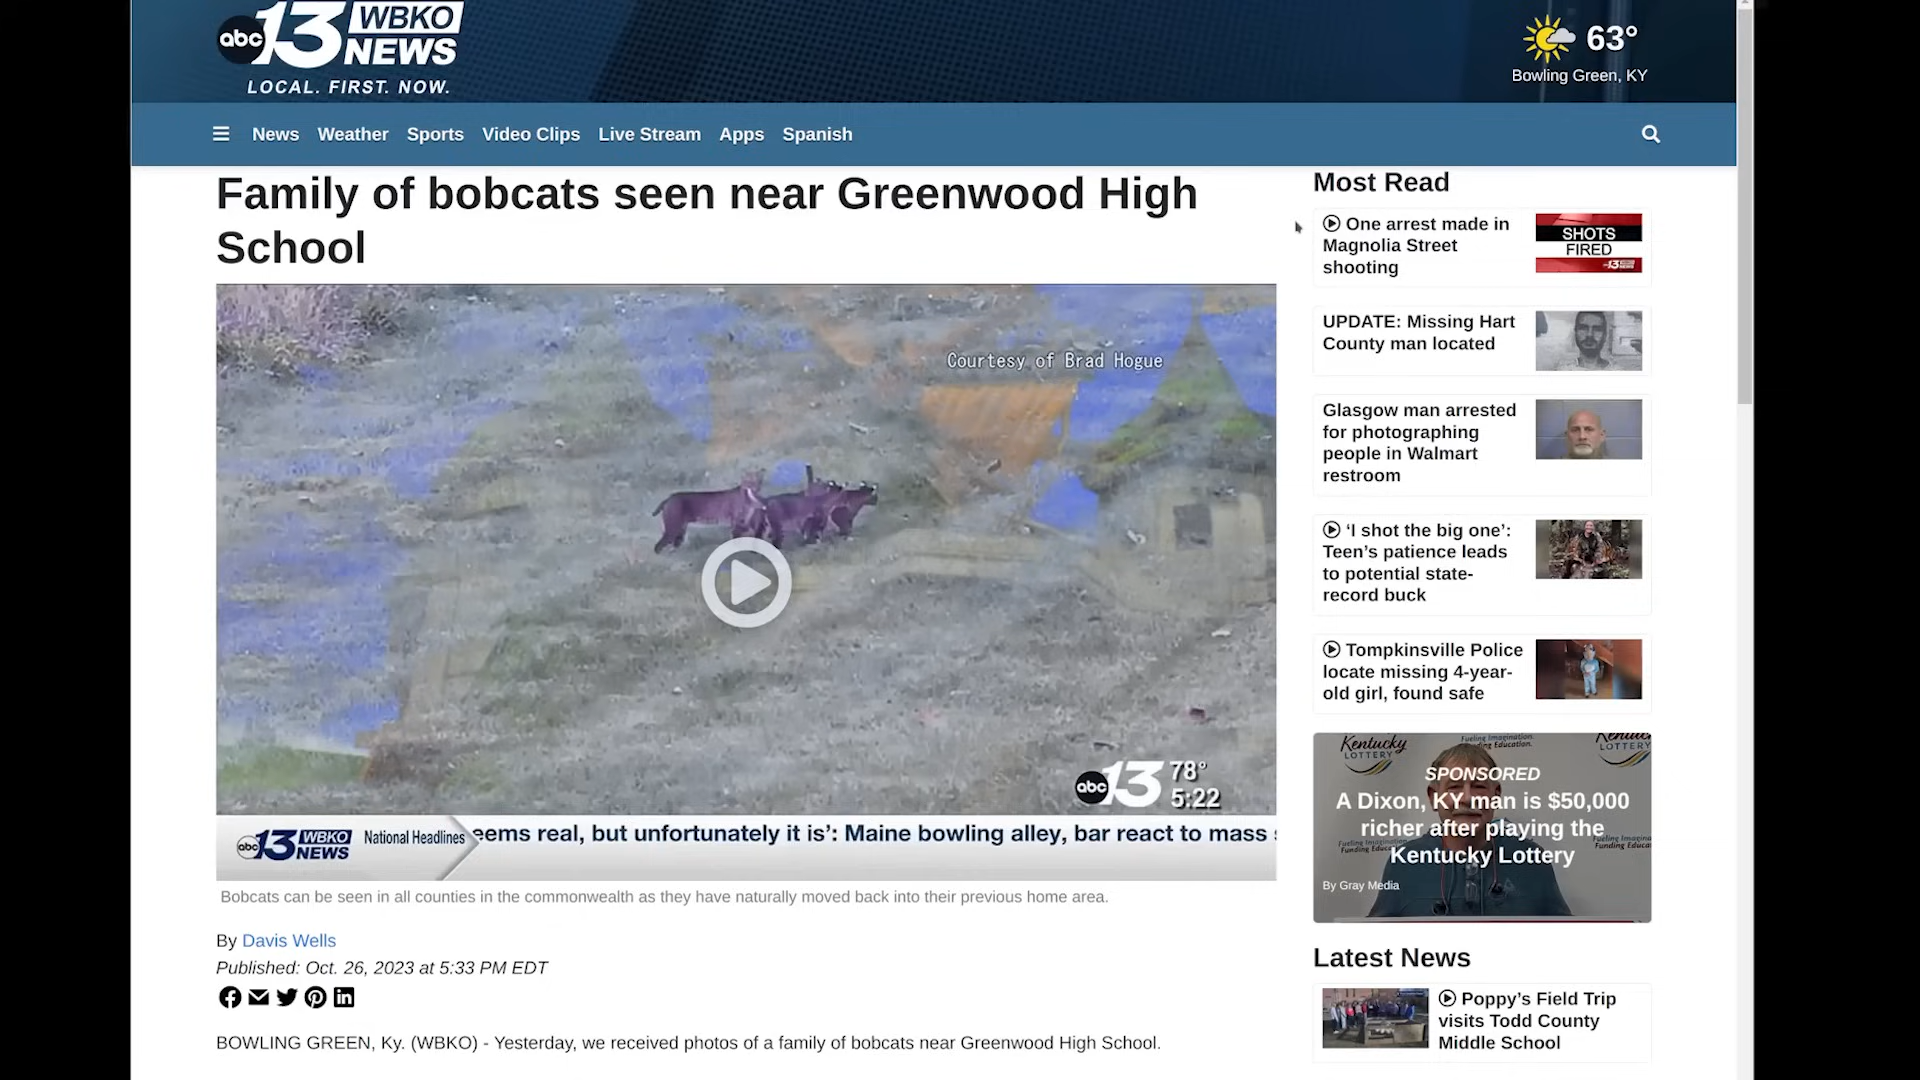 abc 13 WBKO NEWS
LOCAL. FIRST. NOW.
63°
Bowling Green, KY
News Weather Sports Video Clips Live Stream Apps Spanish
Family of bobcats seen near Greenwood High
School
Courtesy of Brad Hogue
abc 13 78°
5:22
abc 13 WBKO NEWS National Headlines eems real, but unfortunately it is’: Maine bowling alley, bar react to mass
Bobcats can be seen in all counties in the commonwealth as they have naturally moved back into their previous home area.
By Davis Wells
Published: Oct. 26, 2023 at 5:33 PM EDT
BOWLING GREEN, Ky. (WBKO) - Yesterday, we received photos of a family of bobcats near Greenwood High School.
Most Read
One arrest made in
Magnolia Street
shooting
SHOTS
FIRED
13 NEWS
UPDATE: Missing Hart
County man located
Glasgow man arrested
for photographing
people in Walmart
restroom
‘I shot the big one’:
Teen’s patience leads
to potential state-
record buck
Tompkinsville Police
locate missing 4-year-
old girl, found safe
Kentucky
LOTTERY
Fueling Imagination.
Funding Education.
LOTTERY
SPONSORED
A Dixon, KY man is $50,000
richer after playing the
Kentucky Lottery
By Gray Media
Latest News
Poppy’s Field Trip
visits Todd County
Middle School